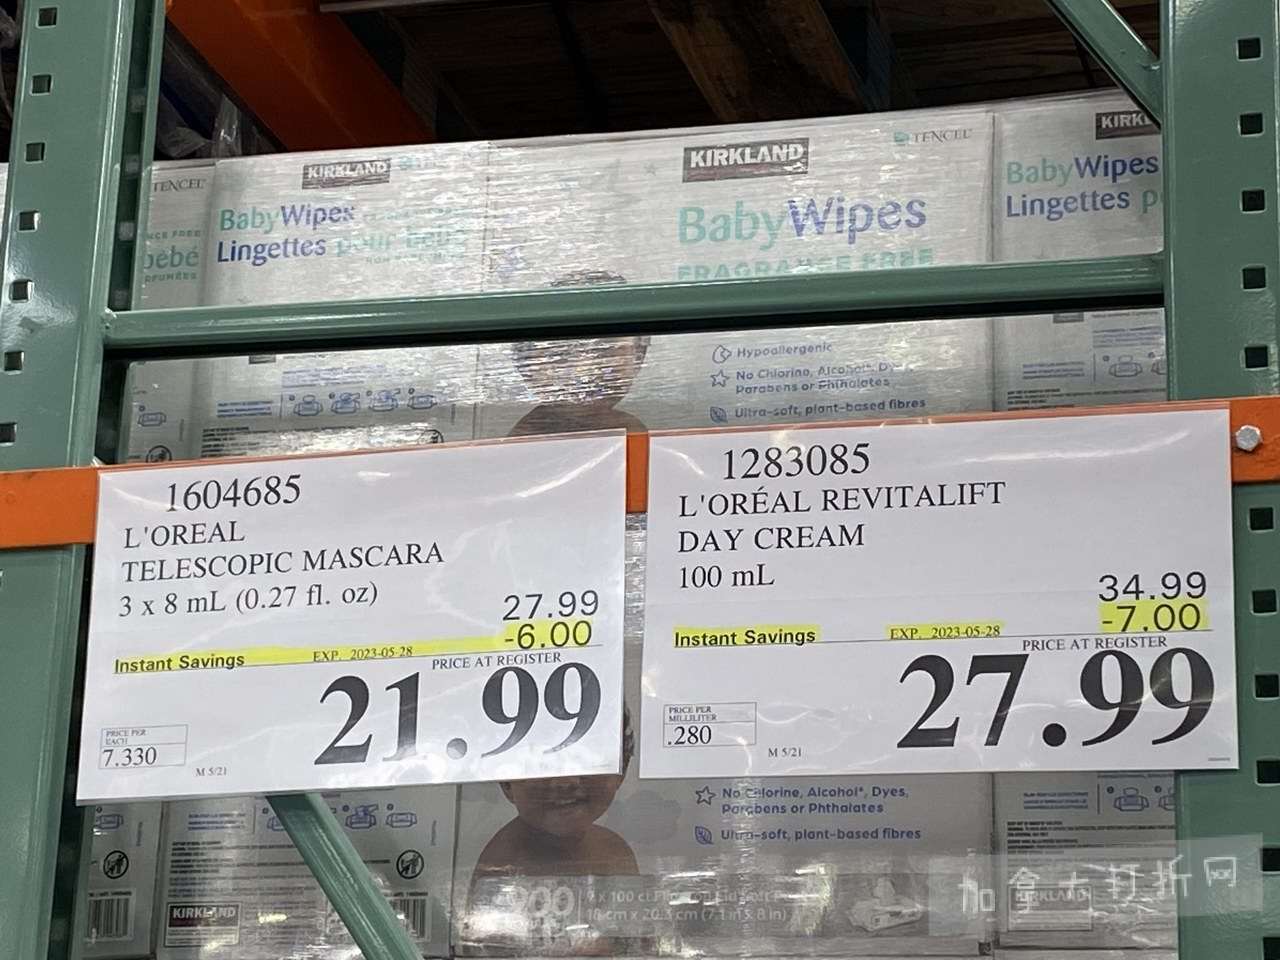 TENCEL
KIRKLAND
KIRKLAND
TENCEL
BabyWipes
Lingettes pour bébé
BabyWipes
FRAGRANCE FREE
BabyWipes
Lingettes
bébé
Hypoallergenic
No Chlorine, Alcohol*, D
Parabens or Phthalates
Ultra-soft, plant-based fibres
1604685
L'OREAL
TELESCOPIC MASCARA
3 x 8 mL (0.27 fl. oz)
27.99
-6.00
Instant Savings EXP. 2023-05-28
PRICE AT REGISTER
21.99
PRICE PER
EACH
7.330
M 5/21
1283085
L'ORÉAL REVITALIFT
DAY CREAM
100 mL
34.99
-7.00
Instant Savings EXP. 2023-05-28
PRICE AT REGISTER
27.99
PRICE PER
MILLILITER
.280
M 5/21
No Chlorine, Alcohol*, Dyes,
Parabens or Phthalates
Ultra-soft, plant-based fibres
KIRKLAND
900
KIRKLAND
加拿大打折网